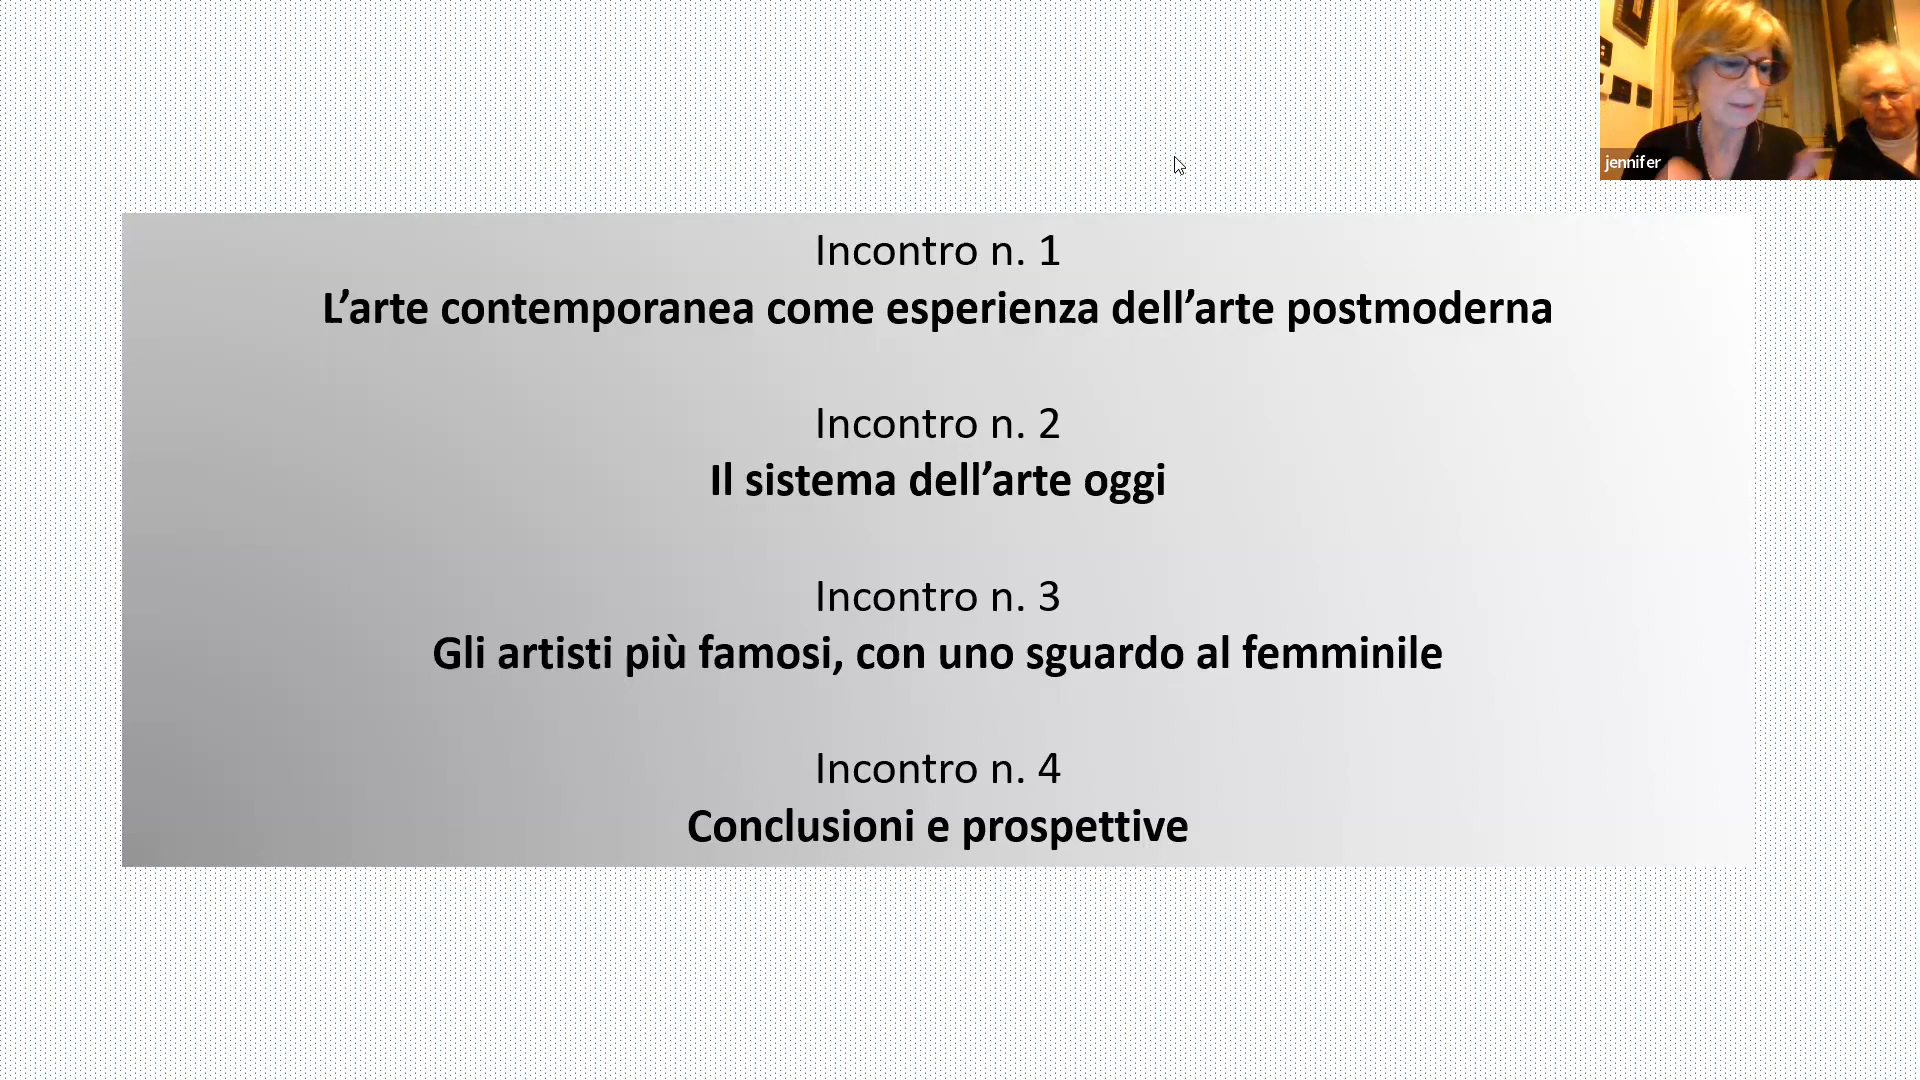 jennifer
Incontro n. 1
L’arte contemporanea come esperienza dell’arte postmoderna
Incontro n. 2
Il sistema dell’arte oggi
Incontro n. 3
Gli artisti più famosi, con uno sguardo al femminile
Incontro n. 4
Conclusioni e prospettive